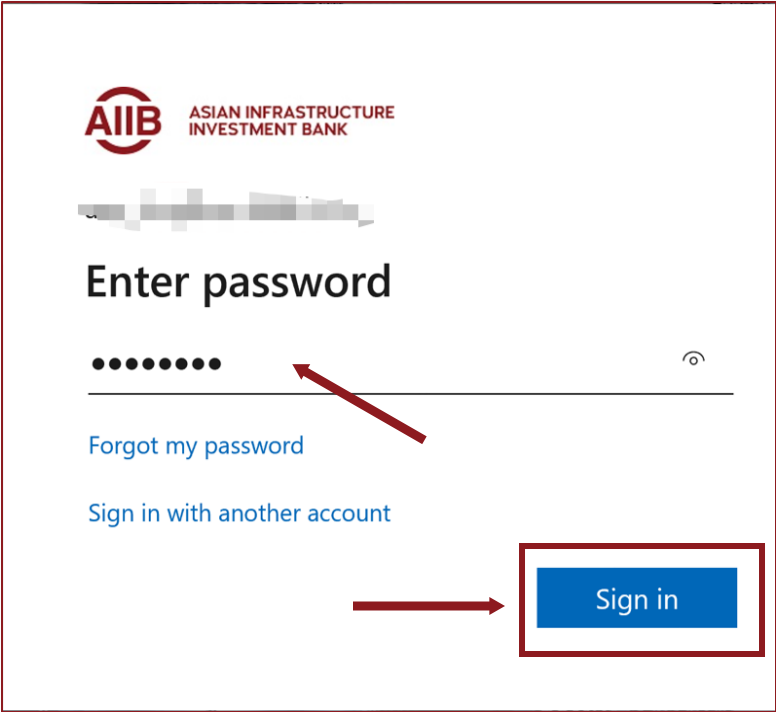 AIIB
ASIAN INFRASTRUCTURE
INVESTMENT BANK
Enter password
Forgot my password
Sign in with another account
Sign in